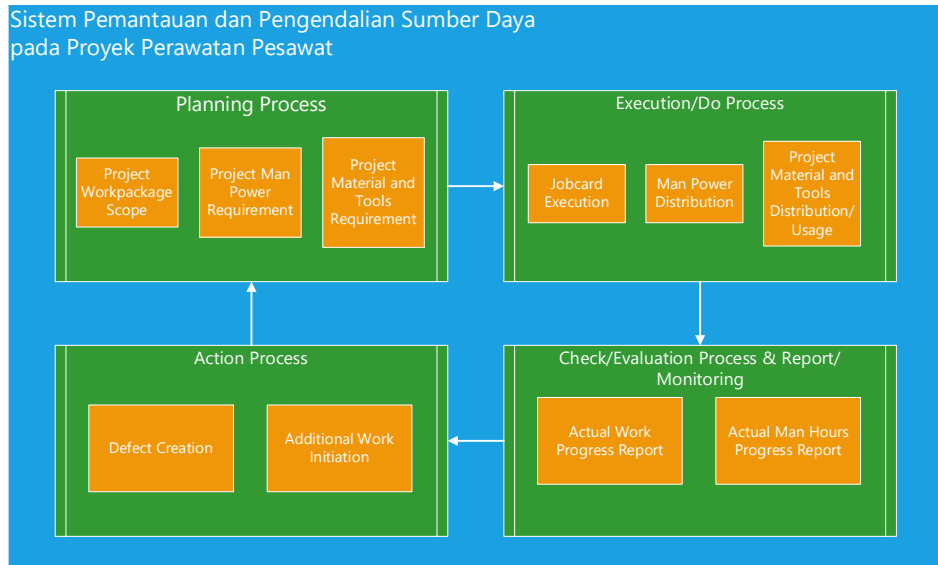 Sistem Pemantauan dan Pengendalian Sumber Daya
pada Proyek Perawatan Pesawat
Planning Process
Project
Workpackage
Scope
Project Man
Power
Requirement
Project
Material and
Tools
Requirement
Execution/Do Process
Jobcard
Execution
Man Power
Distribution
Project
Material and
Tools
Distribution/
Usage
Action Process
Defect Creation
Additional Work
Initiation
Check/Evaluation Process & Report/
Monitoring
Actual Work
Progress Report
Actual Man Hours
Progress Report